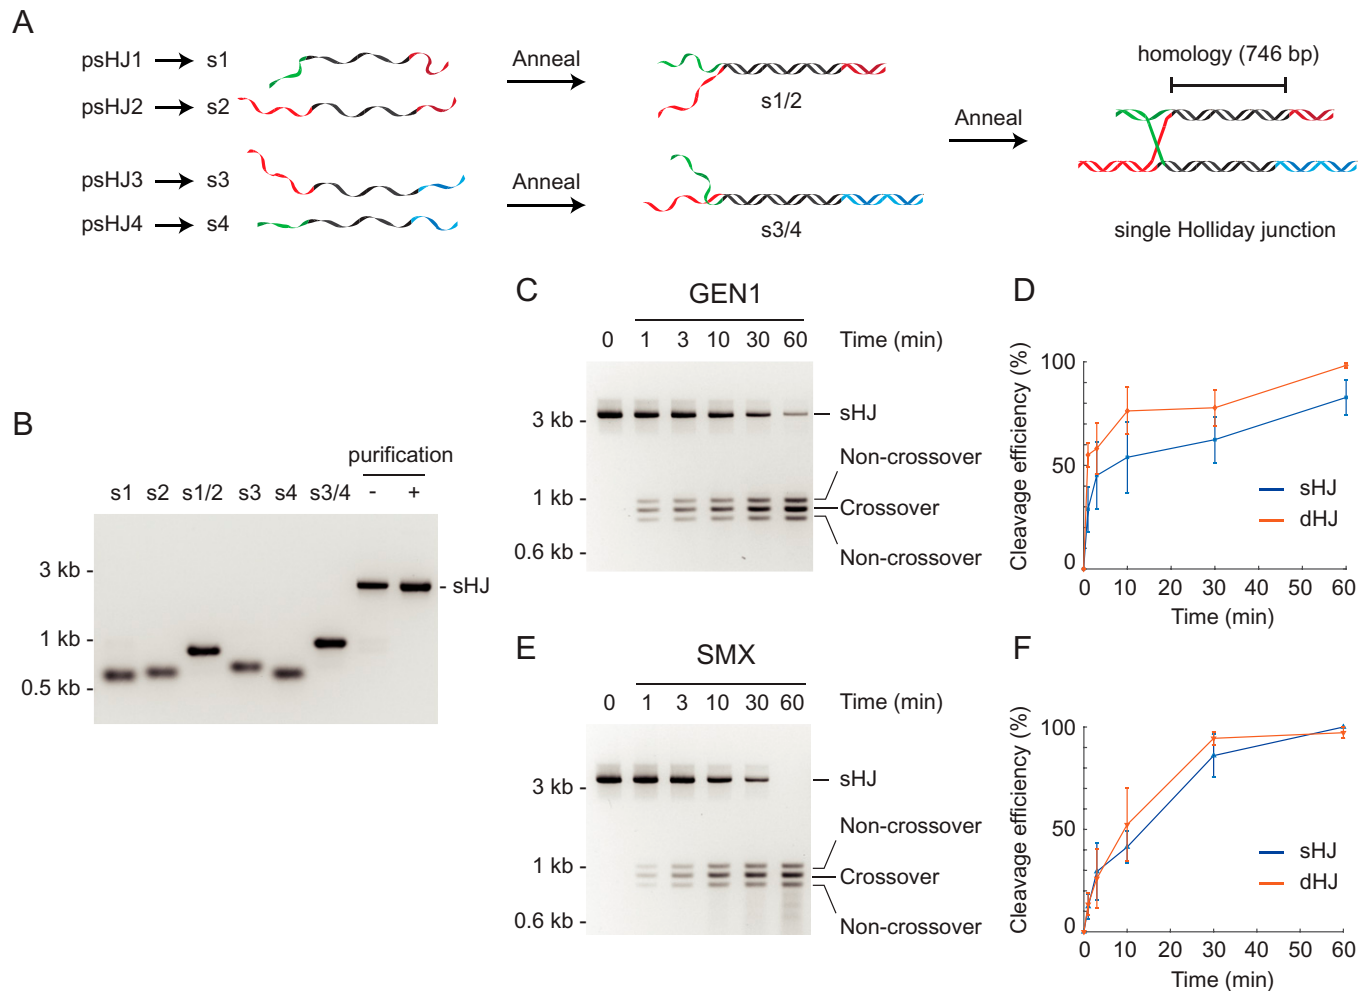 A
psHJ1 s1
Anneal
psHJ2 s2
s1/2
psHJ3 s3
Anneal
psHJ4 s4
s3/4
Anneal
homology (746 bp)
single Holliday junction
B
purification
s1 s2 s1/2 s3 s4 s3/4 - +
3 kb -
- sHJ
1 kb -
0.5 kb -
C
GEN1
0 1 3 10 30 60 Time (min)
3 kb -
sHJ
Non-crossover
1 kb -
Crossover
0.6 kb -
Non-crossover
D
Cleavage efficiency (%)
100
50
0
sHJ
dHJ
0 10 20 30 40 50 60
Time (min)
E
SMX
0 1 3 10 30 60 Time (min)
3 kb -
sHJ
Non-crossover
1 kb -
Crossover
0.6 kb -
Non-crossover
F
Cleavage efficiency (%)
100
50
0
sHJ
dHJ
0 10 20 30 40 50 60
Time (min)